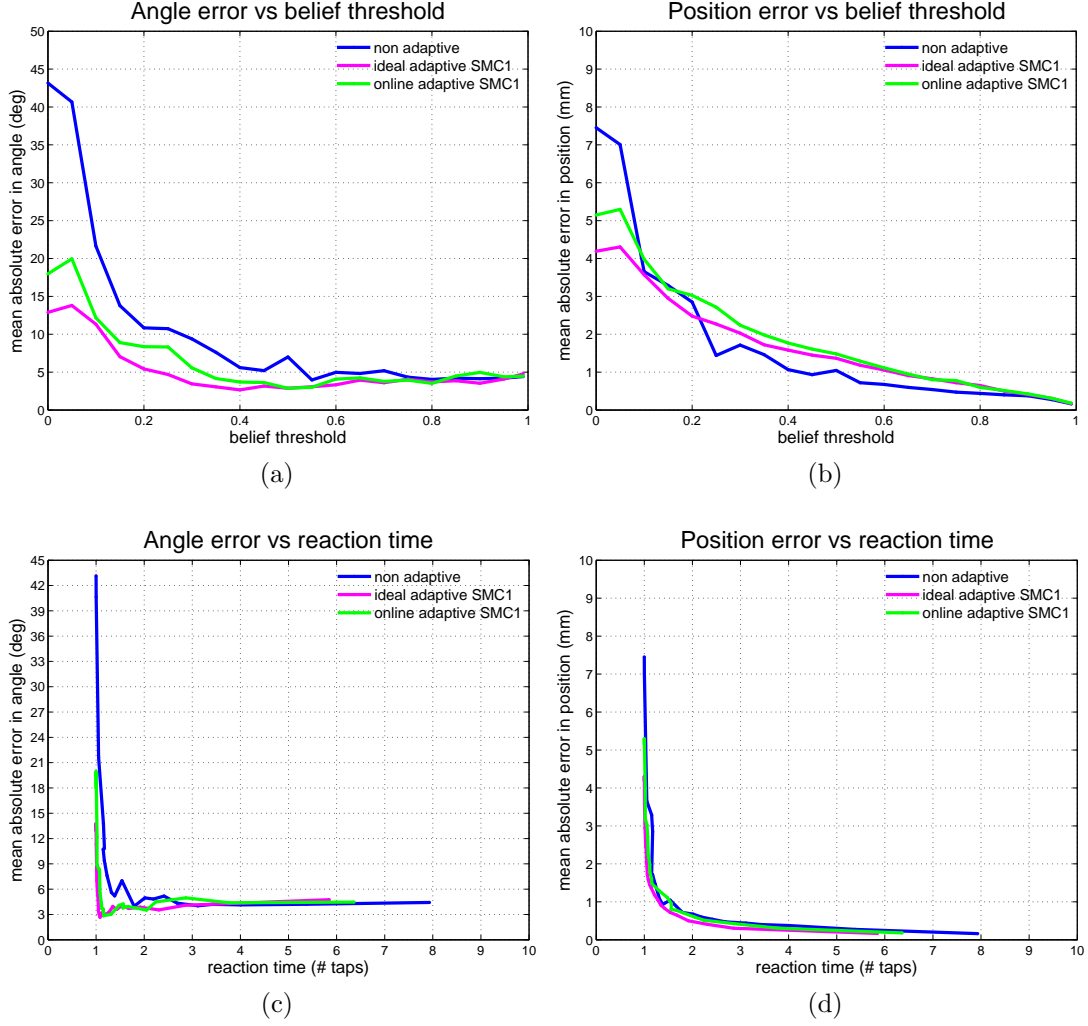 Angle error vs belief threshold
mean absolute error in angle (deg)
50
45
40
35
30
25
20
15
10
5
0
0 0.2 0.4 0.6 0.8 1
belief threshold
non adaptive
ideal adaptive SMC1
online adaptive SMC1
(a)
Position error vs belief threshold
mean absolute error in position (mm)
10
9
8
7
6
5
4
3
2
1
0
0 0.2 0.4 0.6 0.8 1
belief threshold
non adaptive
ideal adaptive SMC1
online adaptive SMC1
(b)
Angle error vs reaction time
mean absolute error in angle (deg)
45
42
39
36
33
30
27
24
21
18
15
12
9
6
3
0
0 1 2 3 4 5 6 7 8 9 10
reaction time (# taps)
non adaptive
ideal adaptive SMC1
online adaptive SMC1
(c)
Position error vs reaction time
mean absolute error in position (mm)
10
9
8
7
6
5
4
3
2
1
0
0 1 2 3 4 5 6 7 8 9 10
reaction time (# taps)
non adaptive
ideal adaptive SMC1
online adaptive SMC1
(d)